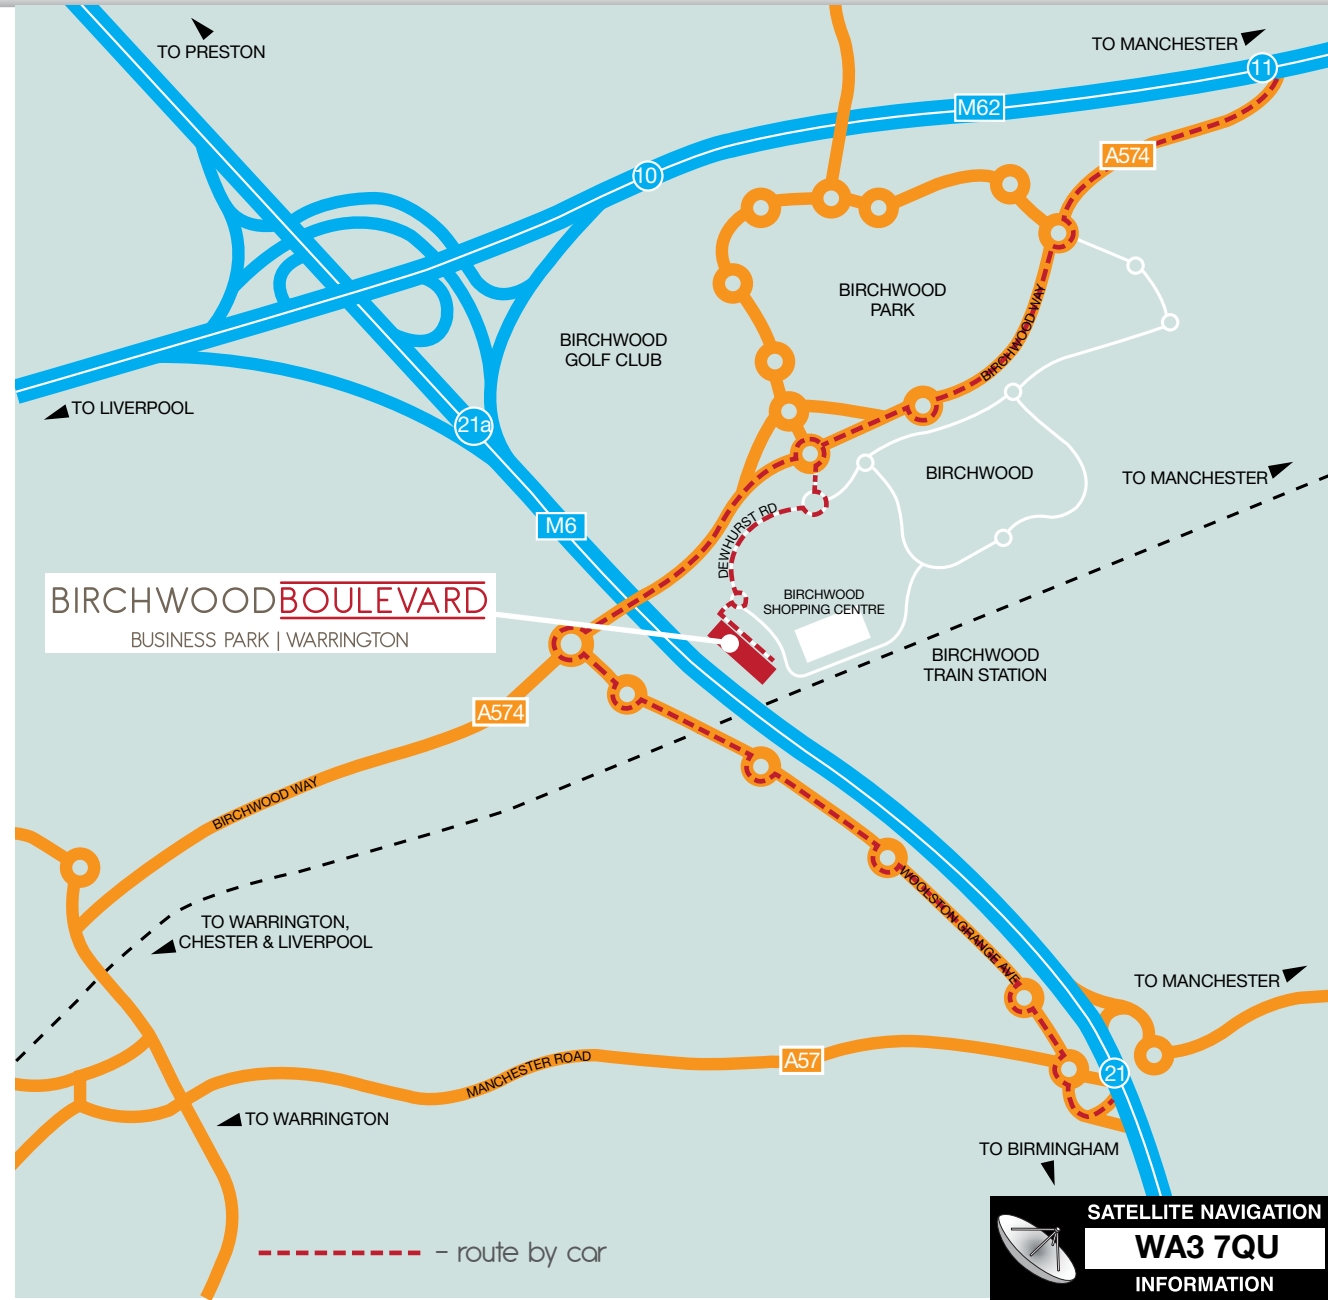 TO PRESTON
TO MANCHESTER
11
M62
A574
10
BIRCHWOOD
PARK
BIRCHWOOD WAY
BIRCHWOOD
GOLF CLUB
TO LIVERPOOL
21a
BIRCHWOOD
TO MANCHESTER
M6
DEWHURST RD
BIRCHWOODBOULEVARD
BUSINESS PARK | WARRINGTON
BIRCHWOOD
SHOPPING CENTRE
BIRCHWOOD
TRAIN STATION
A574
BIRCHWOOD WAY
WOOLSTON GRANGE AVE
TO WARRINGTON,
CHESTER & LIVERPOOL
TO MANCHESTER
MANCHESTER ROAD
A57
21
TO WARRINGTON
TO BIRMINGHAM
– route by car
SATELLITE NAVIGATION
WA3 7QU
INFORMATION